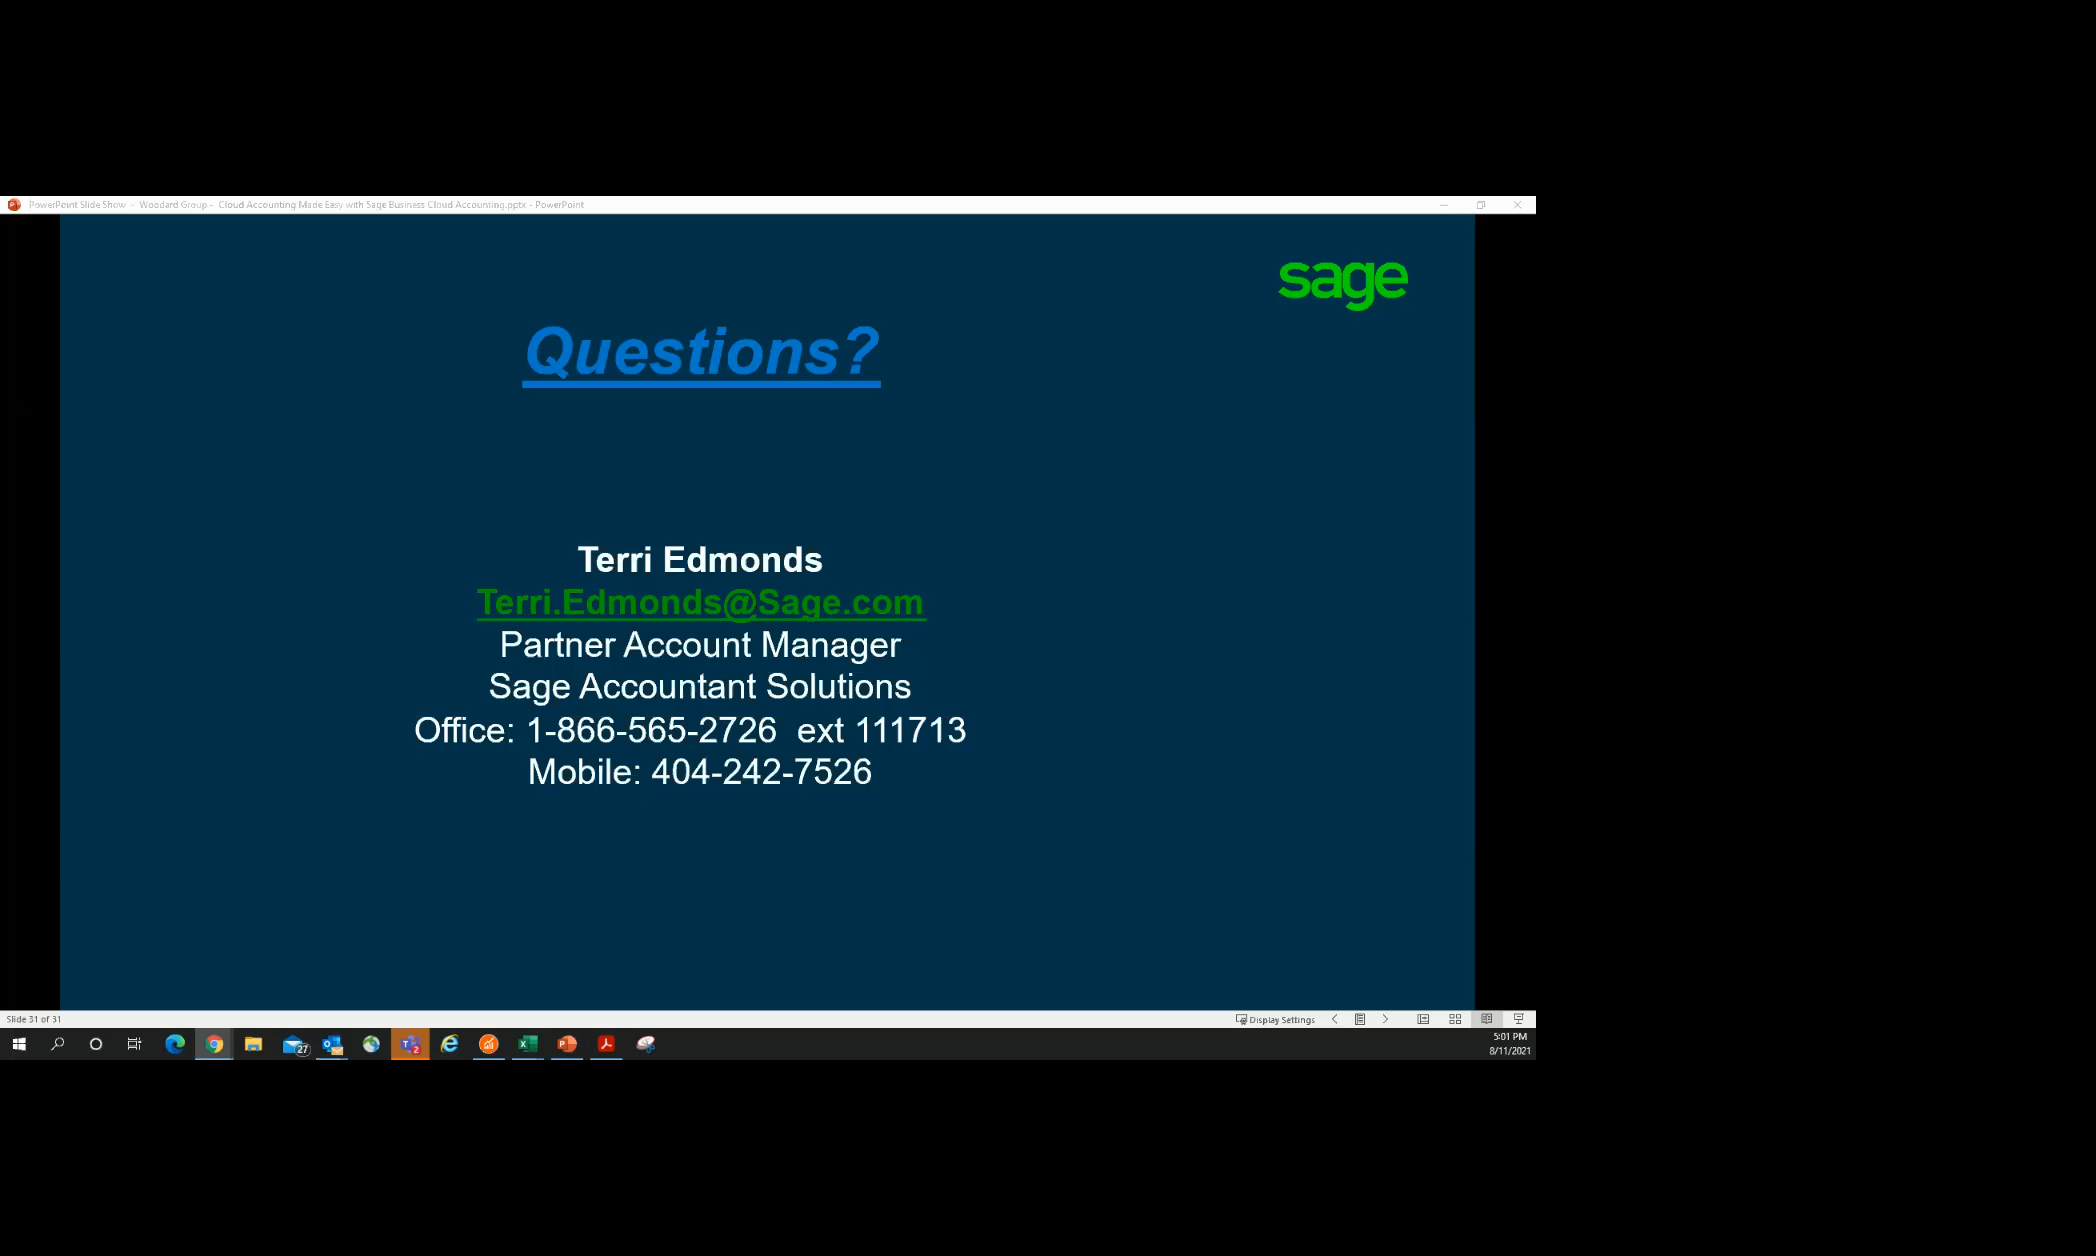 PowerPoint Slide Show - Woodard Group - Cloud Accounting Made Easy with Sage Business Cloud Accounting.pptx - PowerPoint
sage
Questions?
Terri Edmonds
Terri.Edmonds@Sage.com
Partner Account Manager
Sage Accountant Solutions
Office: 1-866-565-2726 ext 111713
Mobile: 404-242-7526
Slide 31 of 31
Display Settings
27
2
5:01 PM
8/11/2021